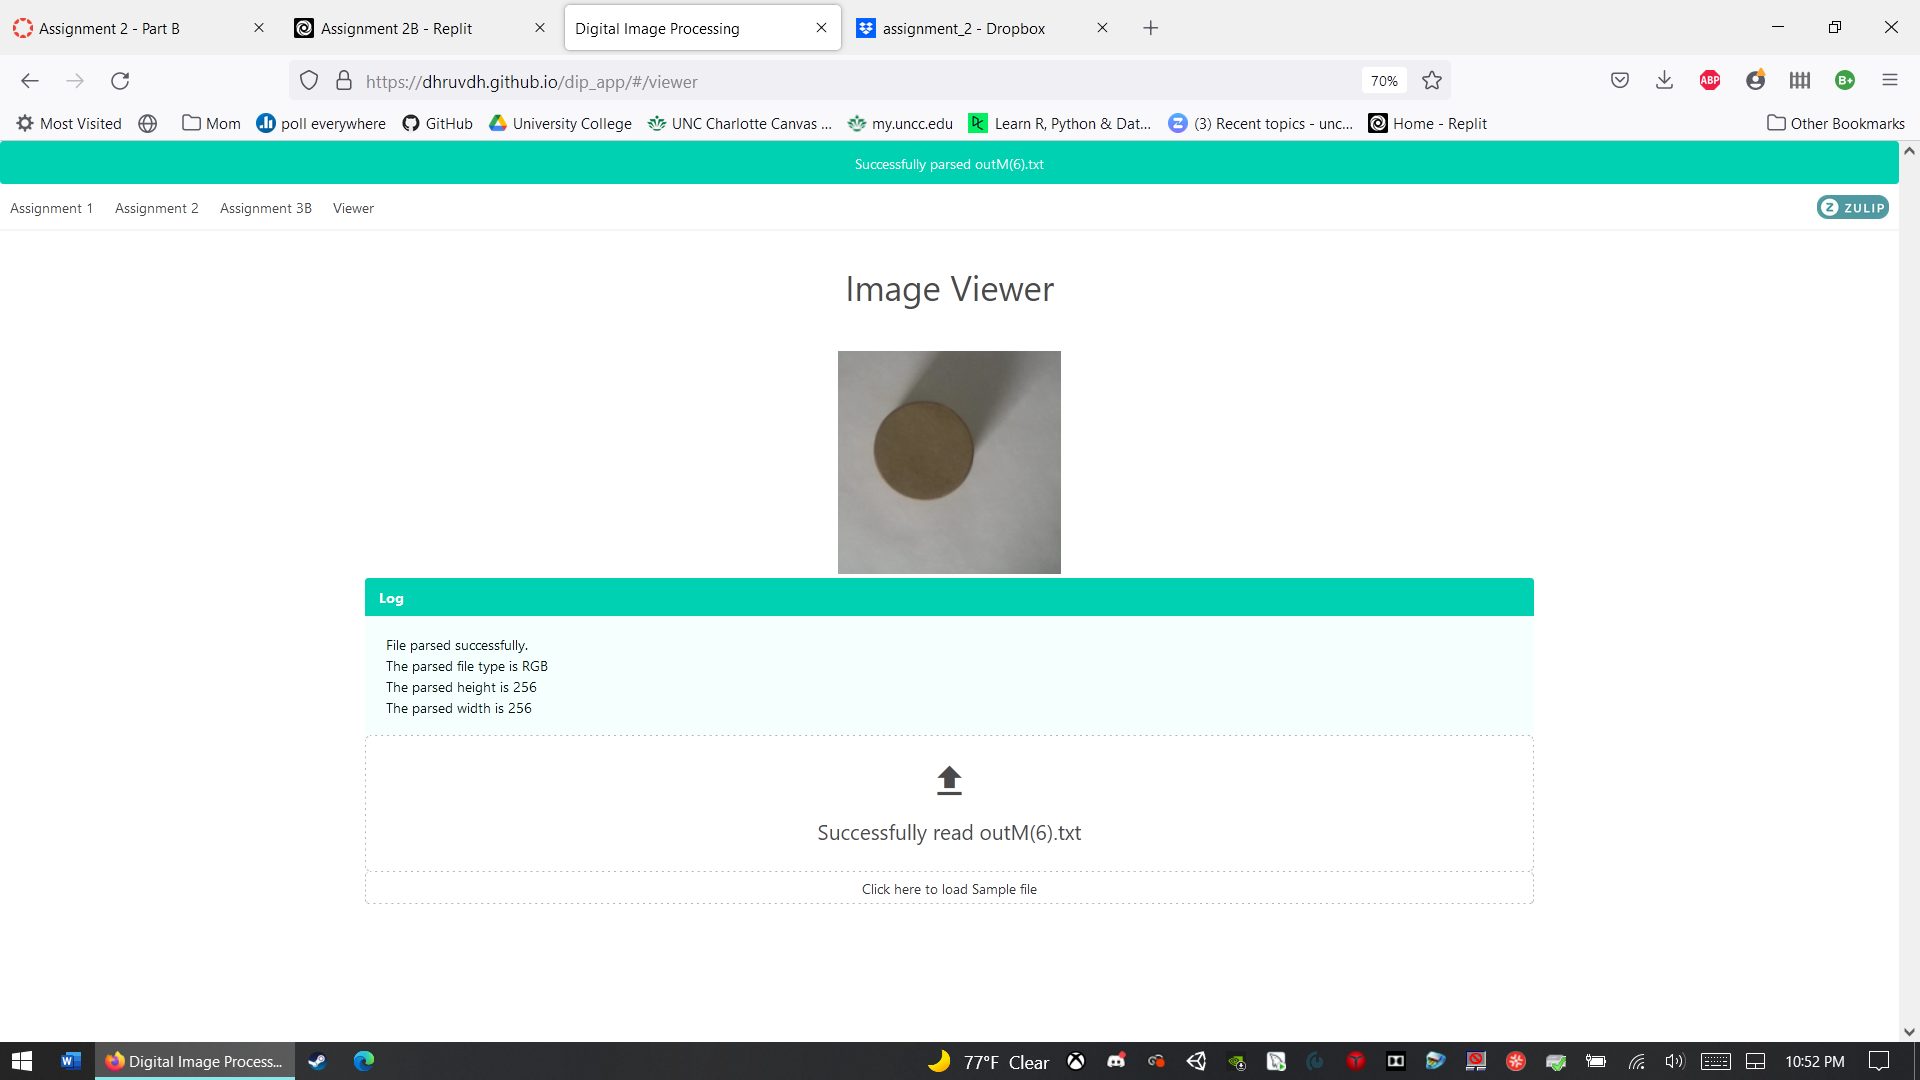 Assignment 2 - Part B
Assignment 2B - Replit
Digital Image Processing
assignment_2 - Dropbox
https://dhruvdh.github.io/dip_app/#/viewer
70%
ABP
B+
Most Visited
Mom
poll everywhere
GitHub
University College
UNC Charlotte Canvas ...
my.uncc.edu
Learn R, Python & Dat...
(3) Recent topics - unc...
Home - Replit
Other Bookmarks
Successfully parsed outM(6).txt
Assignment 1
Assignment 2
Assignment 3B
Viewer
Z ZULIP
Image Viewer
Log
File parsed successfully.
The parsed file type is RGB
The parsed height is 256
The parsed width is 256
Successfully read outM(6).txt
Click here to load Sample file
Digital Image Process...
77°F Clear
10:52 PM